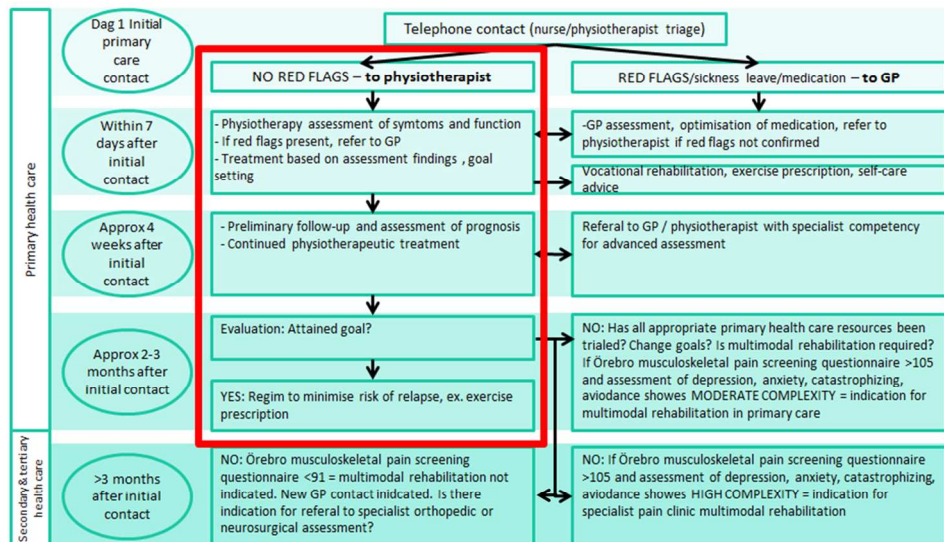 Dag 1 Initial
primary
care
contact
Telephone contact (nurse/physiotherapist triage)
NO RED FLAGS – to physiotherapist
RED FLAGS/sickness leave/medication – to GP
Primary health care
Within 7
days after
initial
contact
- Physiotherapy assessment of symtoms and function
- If red flags present, refer to GP
- Treatment based on assessment findings , goal
setting
-GP assessment, optimisation of medication, refer to
physiotherapist if red flags not confirmed
Vocational rehabilitation, exercise prescription, self-care
advice
Approx 4
weeks after
initial
contact
- Preliminary follow-up and assessment of prognosis
- Continued physiotherapeutic treatment
Referal to GP / physiotherapist with specialist competency
for advanced assessment
Approx 2-3
months after
initial contact
Evaluation: Attained goal?
YES: Regim to minimise risk of relapse, ex. exercise
prescription
NO: Has all appropriate primary health care resources been
trialed? Change goals? Is multimodal rehabilitation required?
If Örebro musculoskeletal pain screening questionnaire >105
and assessment of depression, anxiety, catastrophizing,
aviodance showes MODERATE COMPLEXITY = indication for
multimodal rehabilitation in primary care
Secondary & tertiary
health care
>3 months
after initial
contact
NO: Örebro musculoskeletal pain screening
questionnaire <91 = multimodal rehabilitation not
indicated. New GP contact inidcated. Is there
indication for referal to specialist orthopedic or
neurosurgical assessment?
NO: If Örebro musculoskeletal pain screening questionnaire
>105 and assessment of depression, anxiety, catastrophizing,
aviodance showes HIGH COMPLEXITY = indication for
specialist pain clinic multimodal rehabilitation